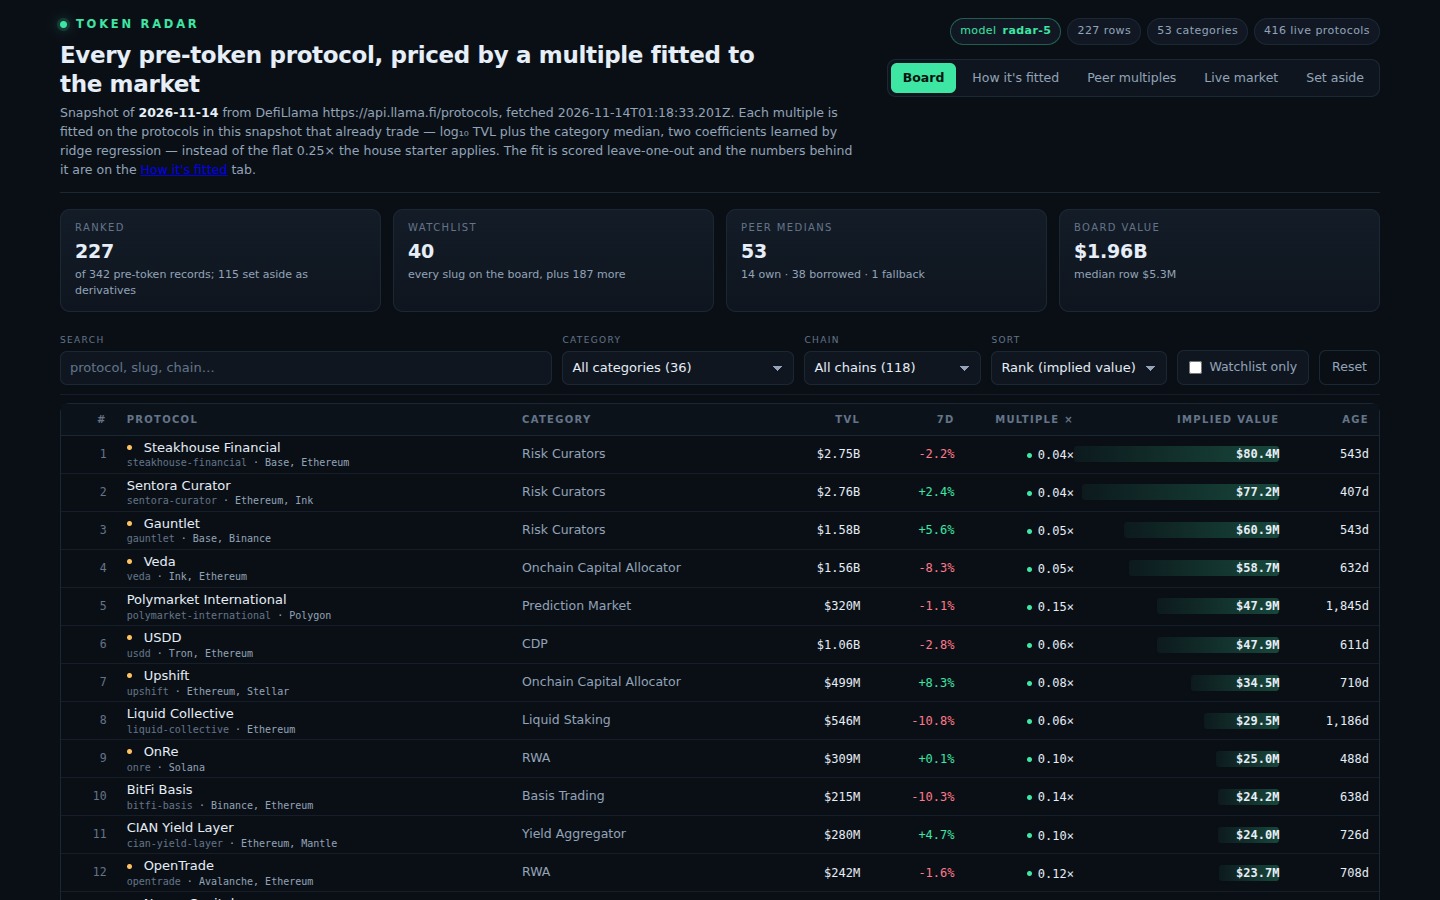 TOKEN RADAR
Every pre-token protocol, priced by a multiple fitted to
the market
Snapshot of 2026-11-14 from DefiLlama https://api.llama.fi/protocols, fetched 2026-11-14T01:18:33.201Z. Each multiple is
fitted on the protocols in this snapshot that already trade — log₁₀ TVL plus the category median, two coefficients learned by
ridge regression — instead of the flat 0.25× the house starter applies. The fit is scored leave-one-out and the numbers behind
it are on the How it's fitted tab.
model radar-5
227 rows
53 categories
416 live protocols
Board
How it's fitted
Peer multiples
Live market
Set aside
RANKED
227
of 342 pre-token records; 115 set aside as
derivatives
WATCHLIST
40
every slug on the board, plus 187 more
PEER MEDIANS
53
14 own · 38 borrowed · 1 fallback
BOARD VALUE
$1.96B
median row $5.3M
SEARCH
protocol, slug, chain…
CATEGORY
All categories (36)
CHAIN
All chains (118)
SORT
Rank (implied value)
Watchlist only
Reset
# PROTOCOL CATEGORY TVL 7D MULTIPLE × IMPLIED VALUE AGE
1 Steakhouse Financial Risk Curators $2.75B -2.2% 0.04× $80.4M 543d
steakhouse-financial · Base, Ethereum
2 Sentora Curator Risk Curators $2.76B +2.4% 0.04× $77.2M 407d
sentora-curator · Ethereum, Ink
3 Gauntlet Risk Curators $1.58B +5.6% 0.05× $60.9M 543d
gauntlet · Base, Binance
4 Veda Onchain Capital Allocator $1.56B -8.3% 0.05× $58.7M 632d
veda · Ink, Ethereum
5 Polymarket International Prediction Market $320M -1.1% 0.15× $47.9M 1,845d
polymarket-international · Polygon
6 USDD CDP $1.06B -2.8% 0.06× $47.9M 611d
usdd · Tron, Ethereum
7 Upshift Onchain Capital Allocator $499M +8.3% 0.08× $34.5M 710d
upshift · Ethereum, Stellar
8 Liquid Collective Liquid Staking $546M -10.8% 0.06× $29.5M 1,186d
liquid-collective · Ethereum
9 OnRe RWA $309M +0.1% 0.10× $25.0M 488d
onre · Solana
10 BitFi Basis Basis Trading $215M -10.3% 0.14× $24.2M 638d
bitfi-basis · Binance, Ethereum
11 CIAN Yield Layer Yield Aggregator $280M +4.7% 0.10× $24.0M 726d
cian-yield-layer · Ethereum, Mantle
12 OpenTrade RWA $242M -1.6% 0.12× $23.7M 708d
opentrade · Avalanche, Ethereum